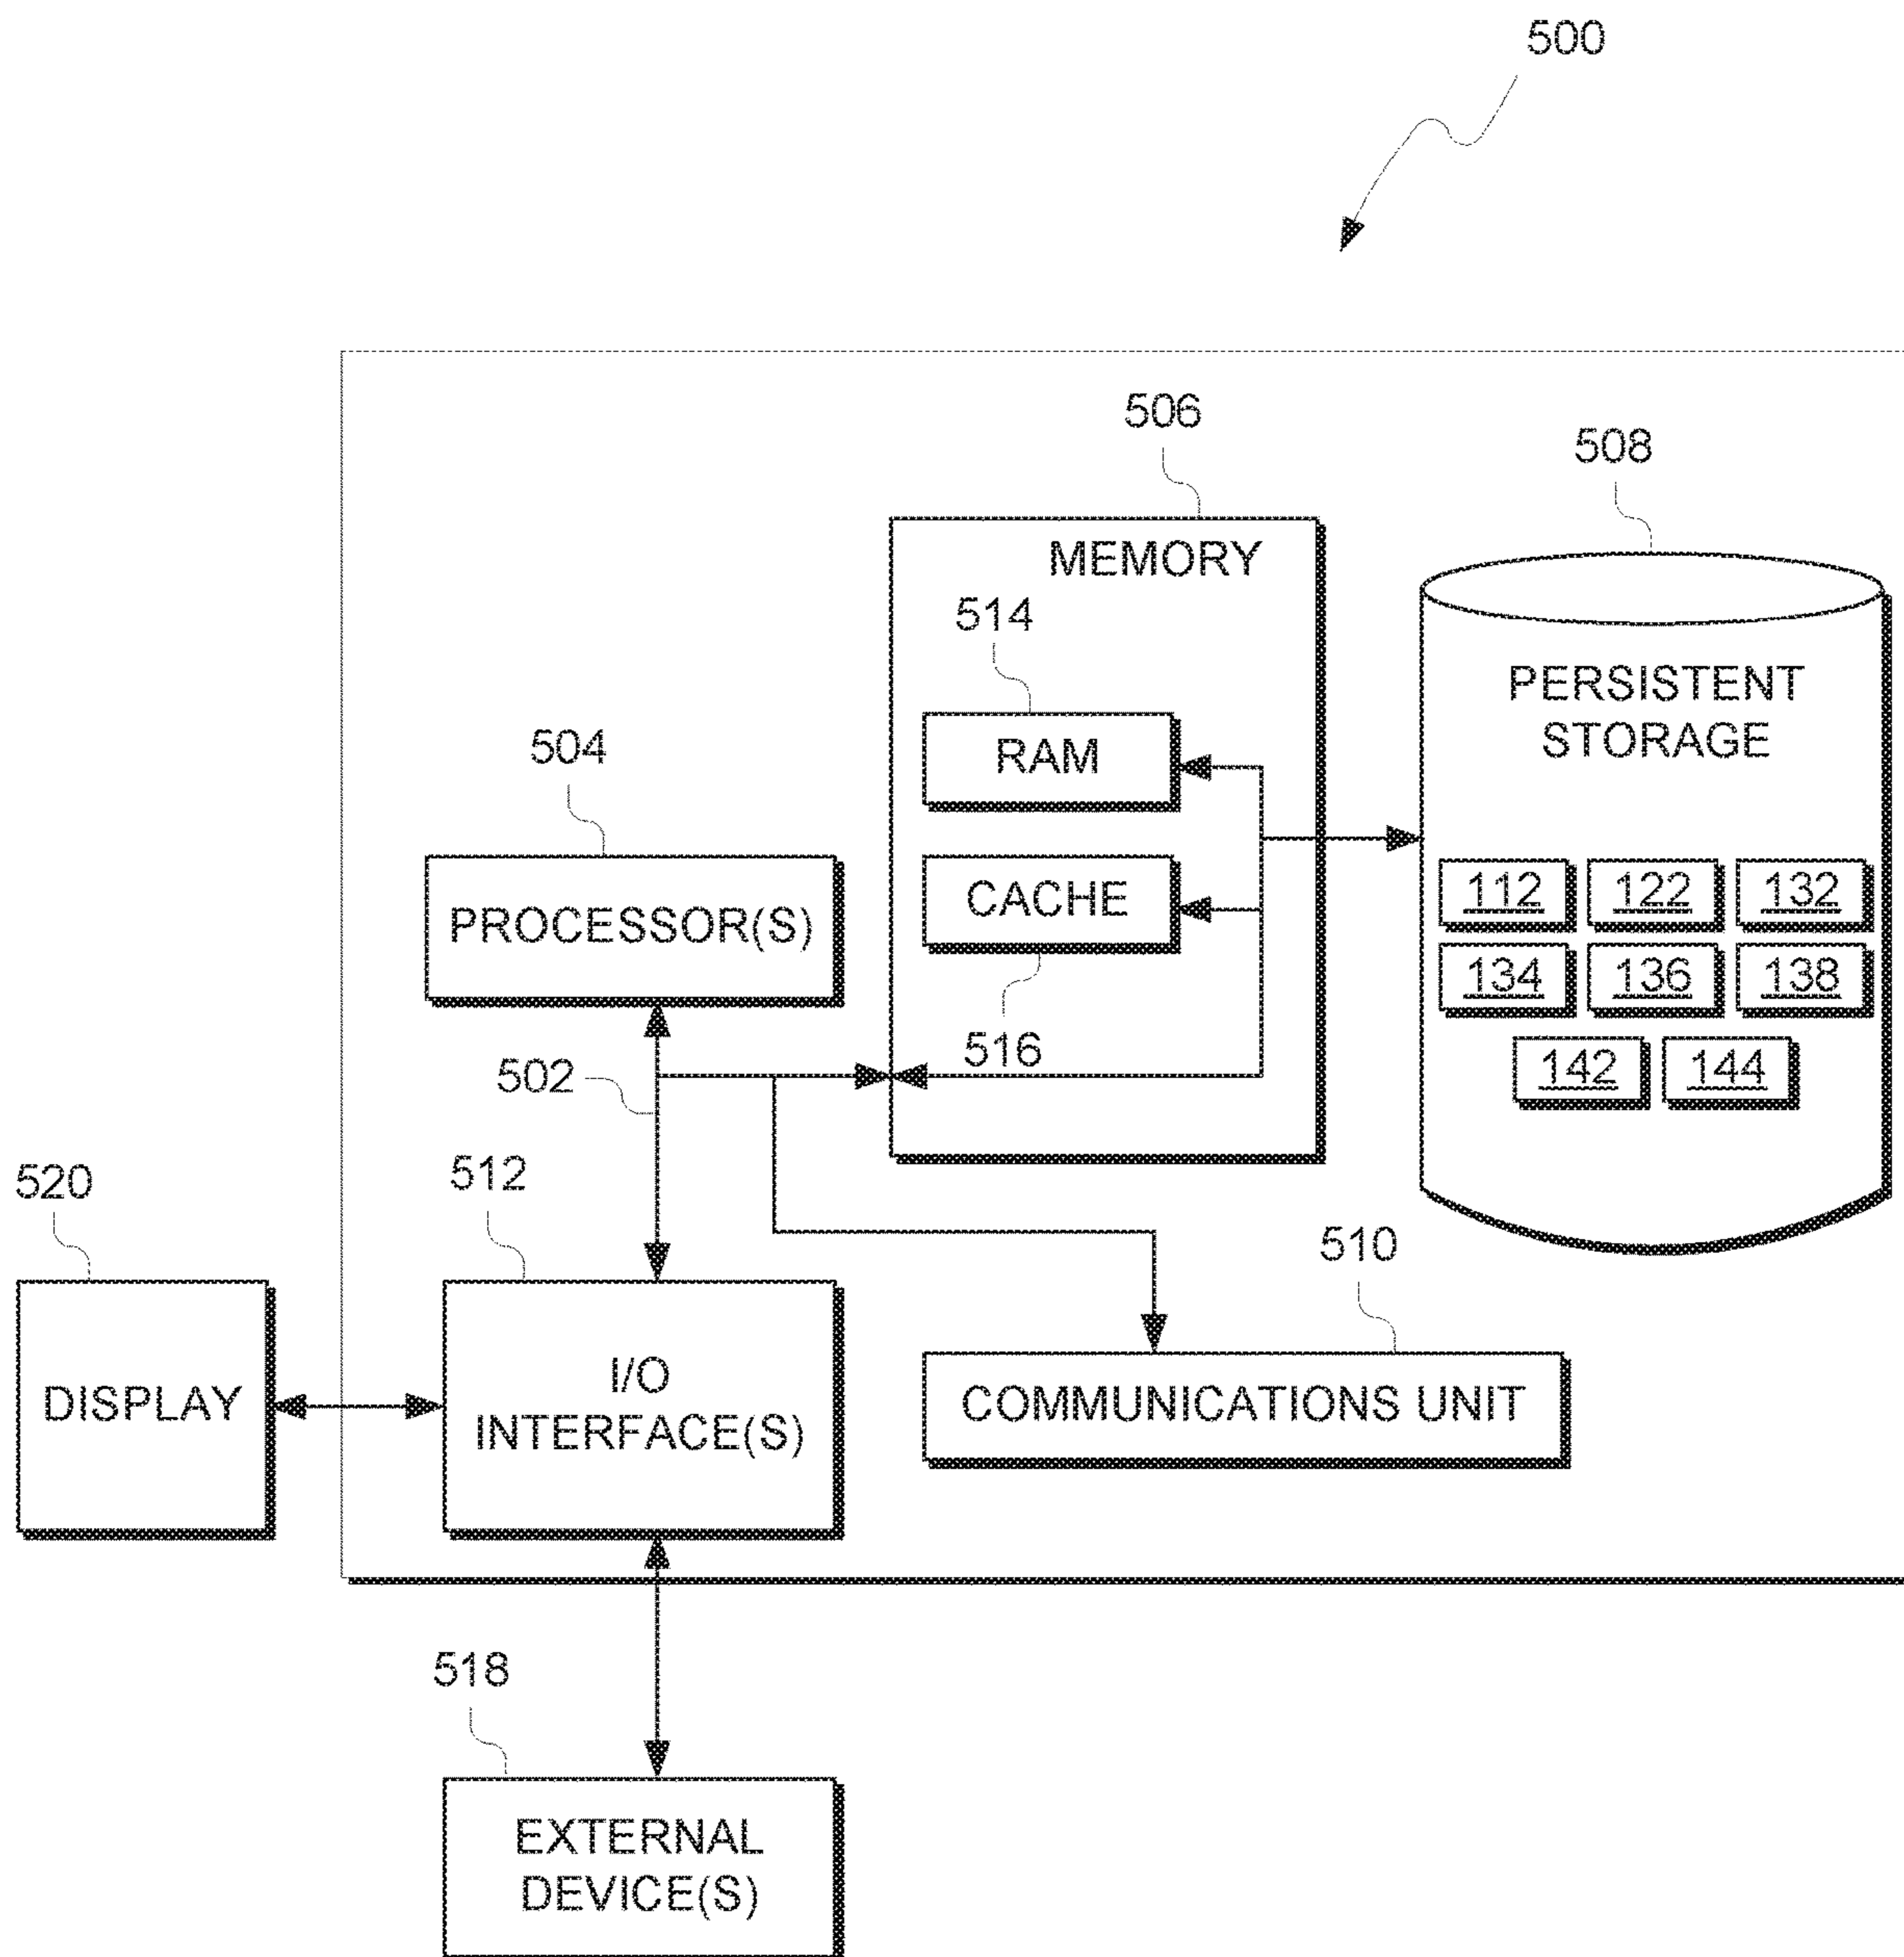 500
506
508
MEMORY
514
PERSISTENT
STORAGE
RAM
504
CACHE
112 122 132
PROCESSOR(S)
134 136 138
516
502
142 144
520
512
510
I/O
INTERFACE(S)
DISPLAY
COMMUNICATIONS UNIT
518
EXTERNAL
DEVICE(S)